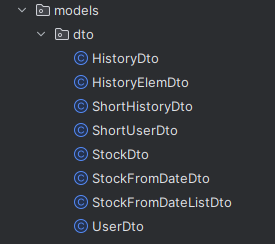 models
dto
HistoryDto
HistoryElemDto
ShortHistoryDto
ShortUserDto
StockDto
StockFromDateDto
StockFromDateListDto
UserDto